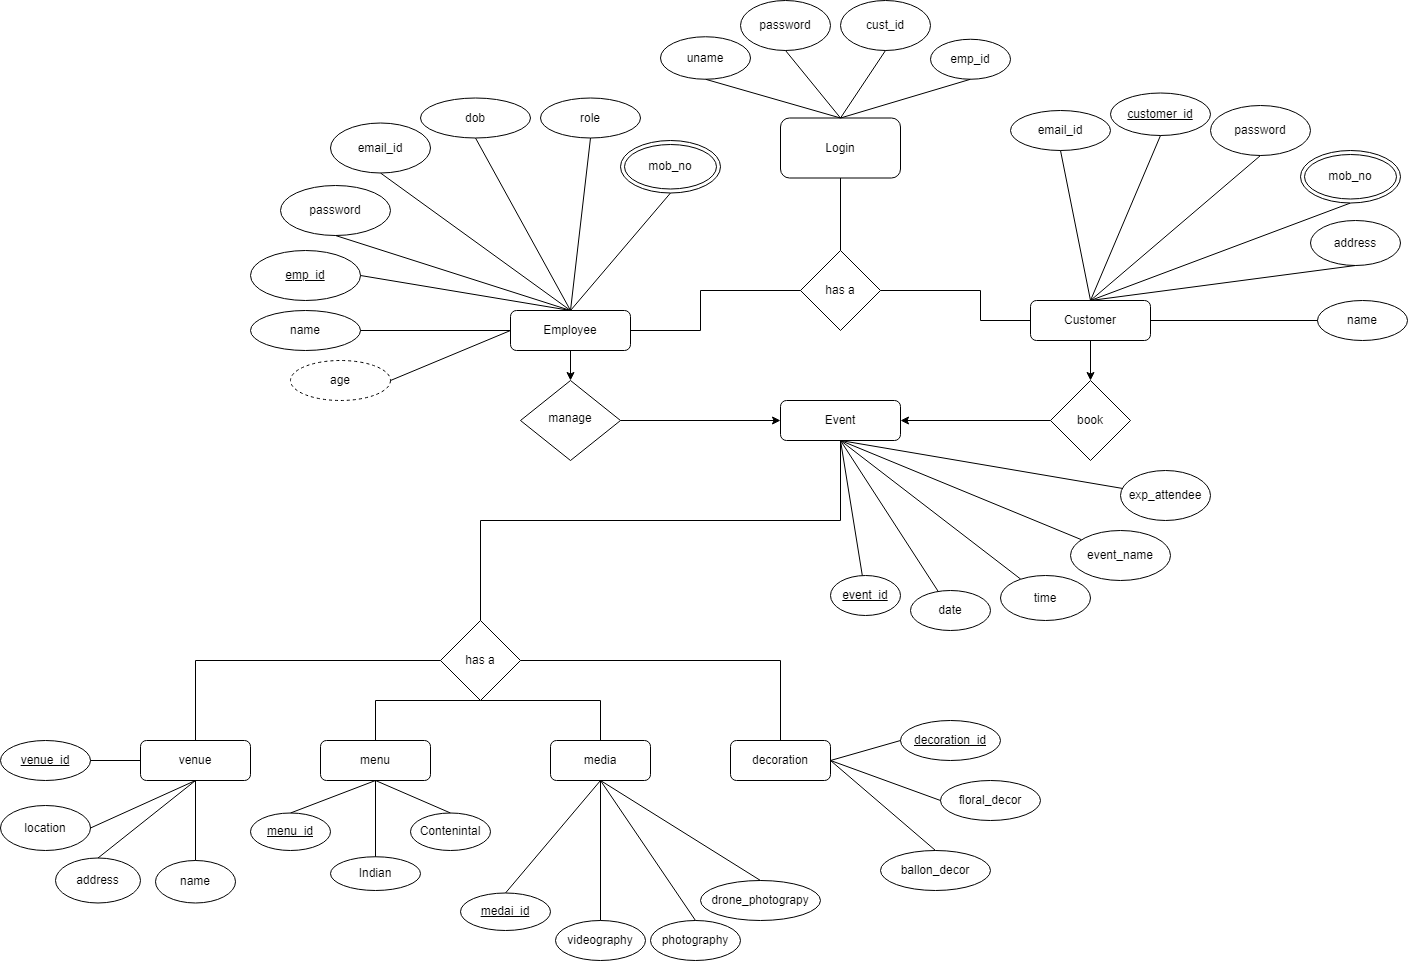 password
cust_id
uname
emp_id
dob
role
email_id
mob_no
password
emp_id
name
age
Login
email_id
customer_id
password
mob_no
address
name
has a
Employee
Customer
manage
Event
book
exp_attendee
event_name
time
date
event_id
has a
venue
menu
media
decoration
venue_id
location
address
name
menu_id
Indian
Contenintal
medai_id
videography
photography
drone_photograpy
decoration_id
floral_decor
ballon_decor